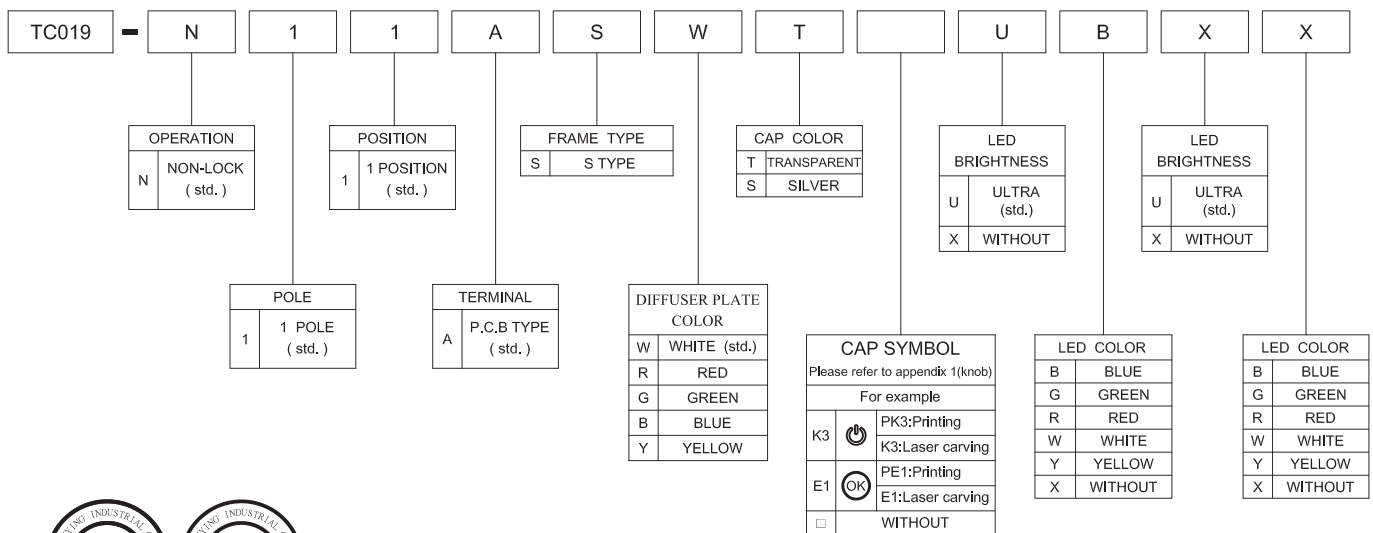 TC019 - N 1 1 A S W T U B X X
OPERATION
N NON-LOCK
( std. )
POSITION
1 1 POSITION
( std. )
FRAME TYPE
S S TYPE
CAP COLOR
T TRANSPARENT
S SILVER
LED
BRIGHTNESS
U ULTRA
(std.)
X WITHOUT
LED
BRIGHTNESS
U ULTRA
(std.)
X WITHOUT
POLE
1 1 POLE
( std. )
TERMINAL
A P.C.B TYPE
( std. )
DIFFUSER PLATE
COLOR
W WHITE (std.)
R RED
G GREEN
B BLUE
Y YELLOW
CAP SYMBOL
Please refer to appendix 1(knob)
For example
K3 PK3:Printing
K3:Laser carving
E1 OK PE1:Printing
E1:Laser carving
□ WITHOUT
LED COLOR
B BLUE
G GREEN
R RED
W WHITE
Y YELLOW
X WITHOUT
LED COLOR
B BLUE
G GREEN
R RED
W WHITE
Y YELLOW
X WITHOUT
YING INDUSTRIAL
YING INDUSTRIAL